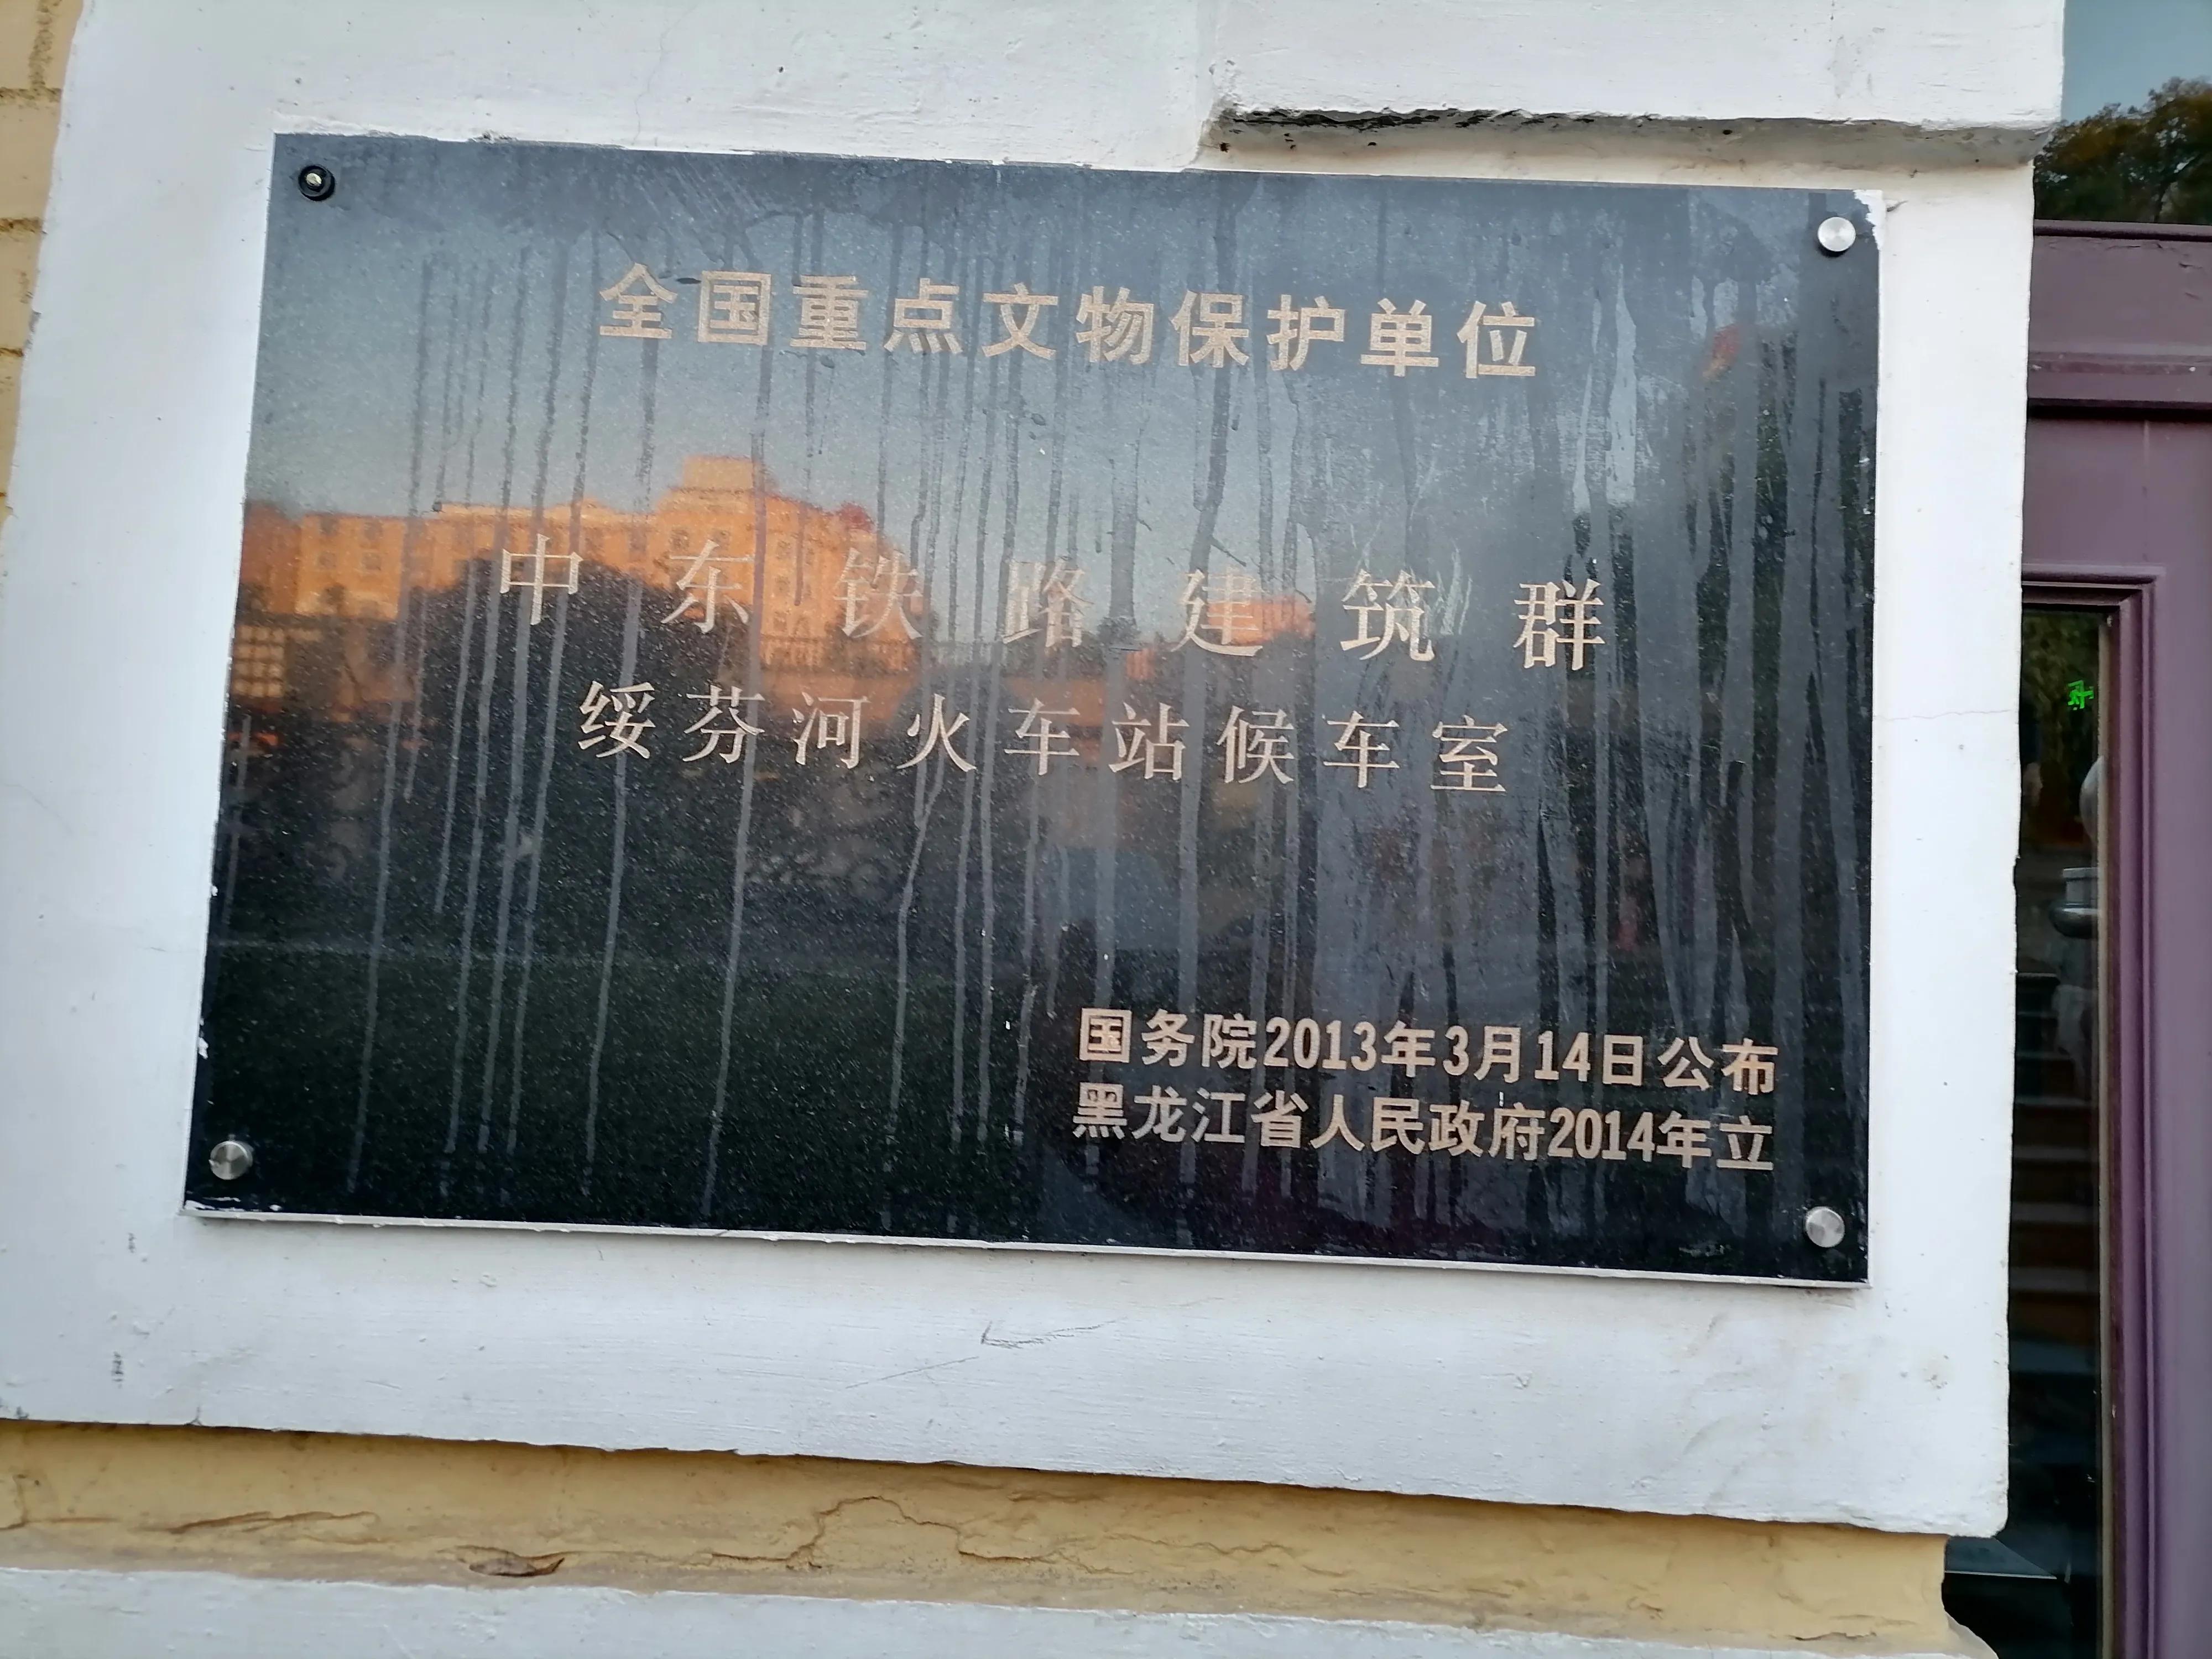 全国重点文物保护单位
中东铁路建筑群
绥芬河火车站候车室
国务院2013年3月14日公布
黑龙江省人民政府2014年立